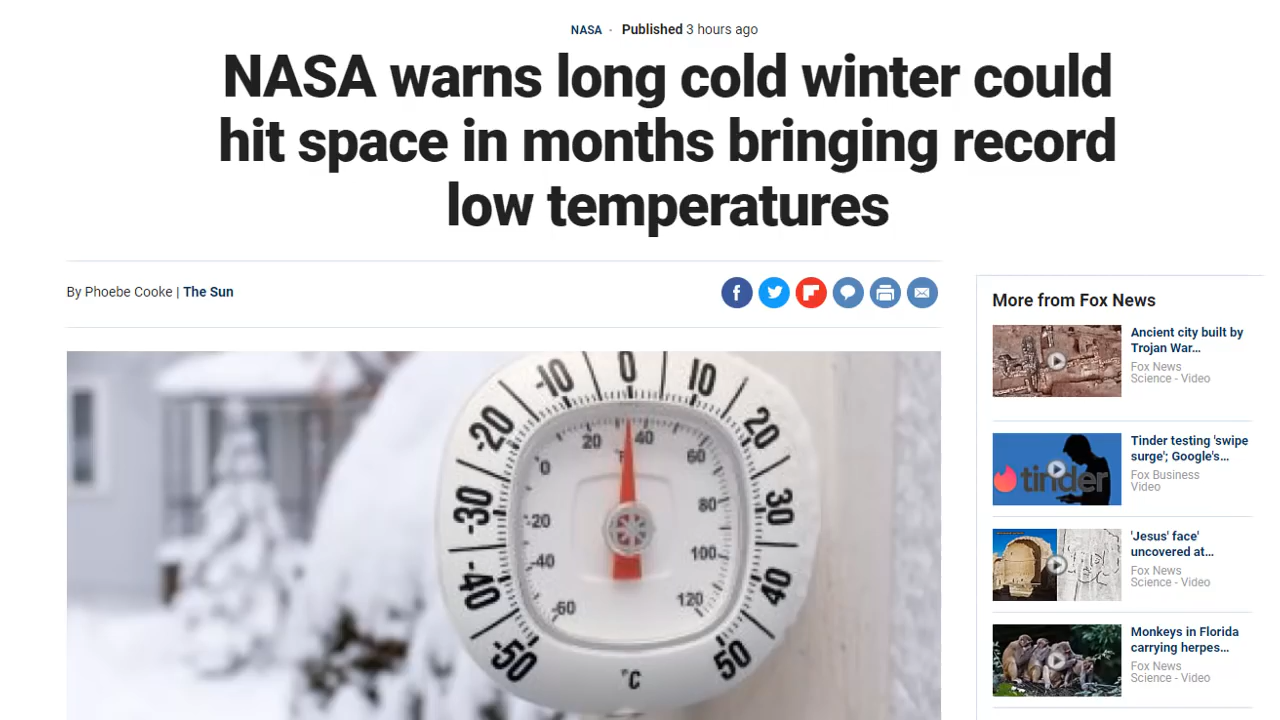 NASA · Published 3 hours ago
NASA warns long cold winter could
hit space in months bringing record
low temperatures
By Phoebe Cooke | The Sun
More from Fox News
Ancient city built by
Trojan War...
Fox News
Science - Video
Tinder testing 'swipe
surge'; Google's...
Fox Business
Video
'Jesus' face'
uncovered at...
Fox News
Science - Video
Monkeys in Florida
carrying herpes...
Fox News
Science - Video
tinder
-50
-40
-30
-20
-10
0
10
20
30
40
50
°C
-60
-40
-20
0
20
40
60
80
100
120
°F